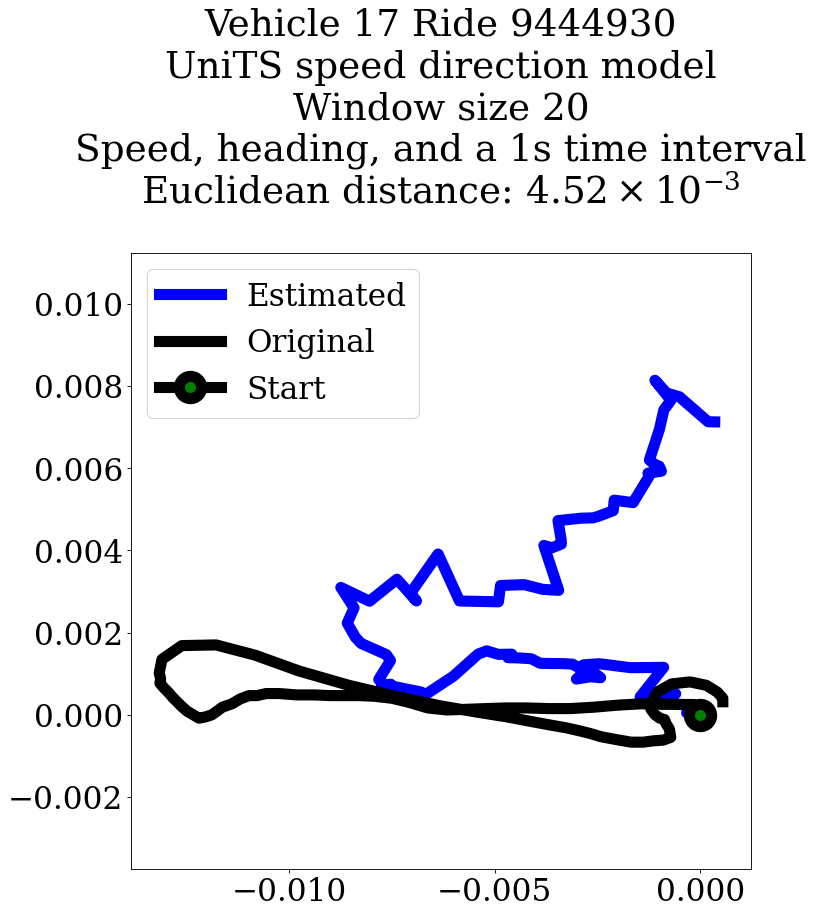 Vehicle 17 Ride 9444930
UniTS speed direction model
Window size 20
Speed, heading, and a 1s time interval
Euclidean distance: 4.52 × 10⁻³
Estimated
Original
Start
0.010
0.008
0.006
0.004
0.002
0.000
−0.002
−0.010
−0.005
0.000